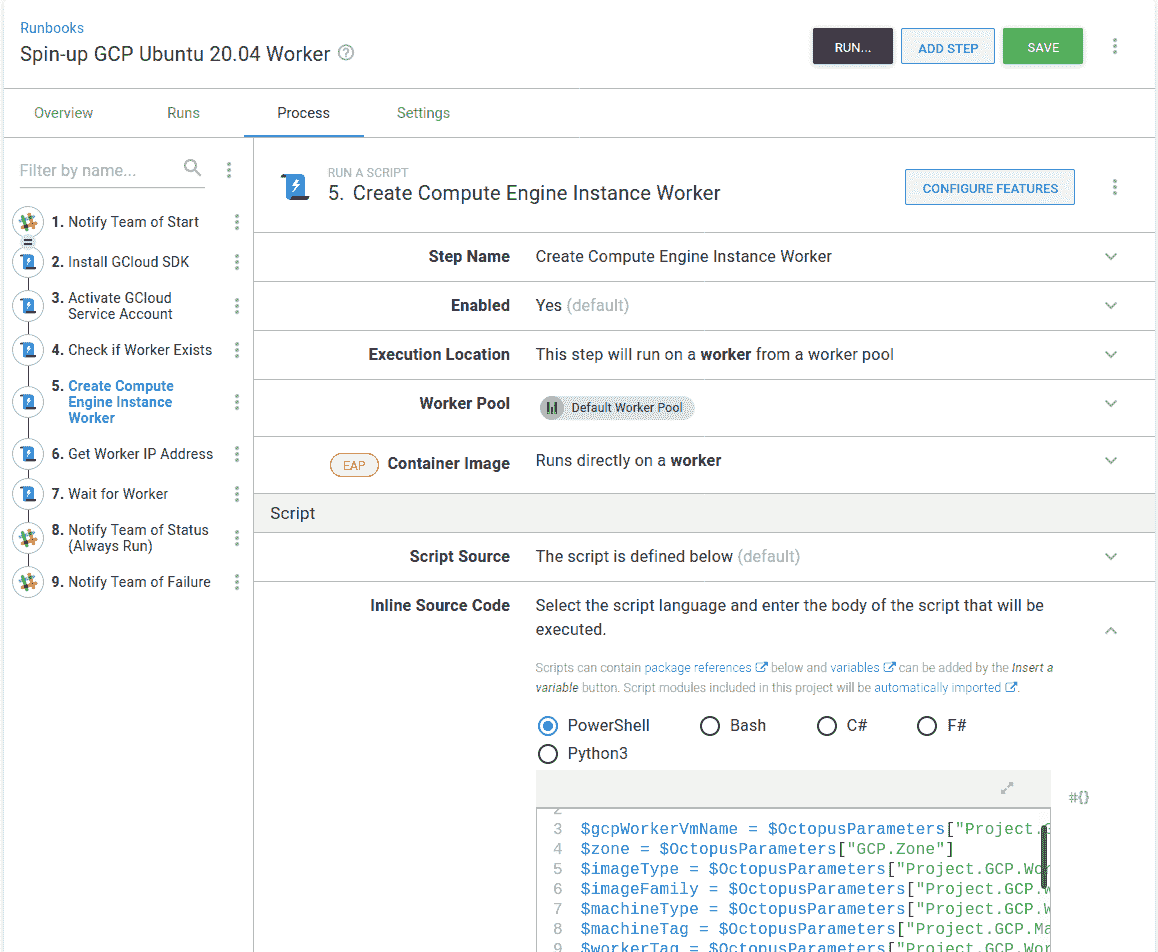 Runbooks
Spin-up GCP Ubuntu 20.04 Worker
RUN...
ADD STEP
SAVE
Overview
Runs
Process
Settings
Filter by name...
1. Notify Team of Start
2. Install GCloud SDK
3. Activate GCloud
Service Account
4. Check if Worker Exists
5. Create Compute
Engine Instance
Worker
6. Get Worker IP Address
7. Wait for Worker
8. Notify Team of Status
(Always Run)
9. Notify Team of Failure
RUN A SCRIPT
5. Create Compute Engine Instance Worker
CONFIGURE FEATURES
Step Name Create Compute Engine Instance Worker
Enabled Yes (default)
Execution Location This step will run on a worker from a worker pool
Worker Pool Default Worker Pool
EAP Container Image Runs directly on a worker
Script
Script Source The script is defined below (default)
Inline Source Code Select the script language and enter the body of the script that will be
executed.
Scripts can contain package references below and variables can be added by the Insert a
variable button. Script modules included in this project will be automatically imported .
PowerShell Bash C# F#
Python3
#{}
2
3 $gcpWorkerVmName = $OctopusParameters["Project.G
4 $zone = $OctopusParameters["GCP.Zone"]
5 $imageType = $OctopusParameters["Project.GCP.Wo
6 $imageFamily = $OctopusParameters["Project.GCP.W
7 $machineType = $OctopusParameters["Project.GCP.W
8 $machineTag = $OctopusParameters["Project.GCP.Ma
9 $workerTag = $OctopusParameters["Project.GCP.Wor